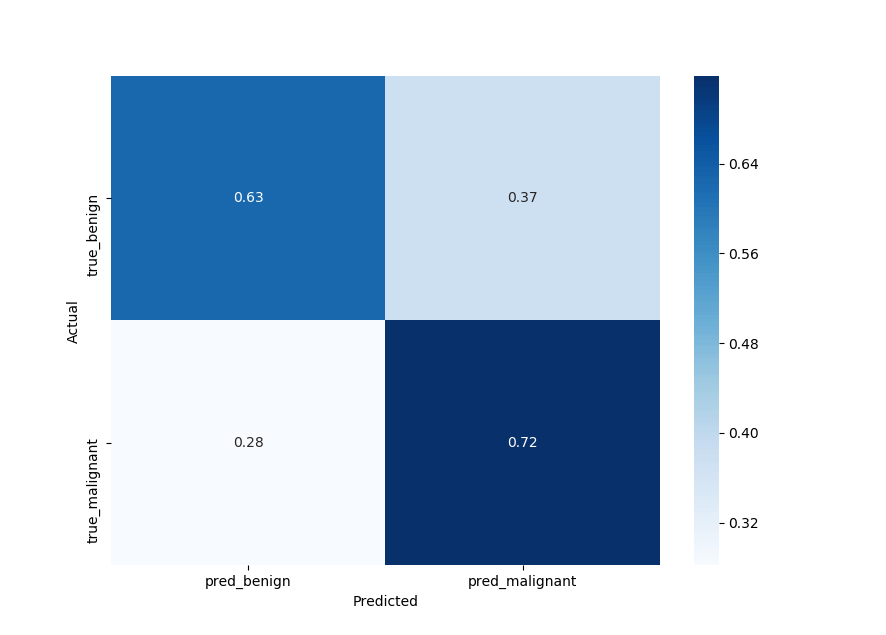 0.63
0.37
0.28
0.72
true_benign
true_malignant
Actual
pred_benign
pred_malignant
Predicted
0.64
0.56
0.48
0.40
0.32